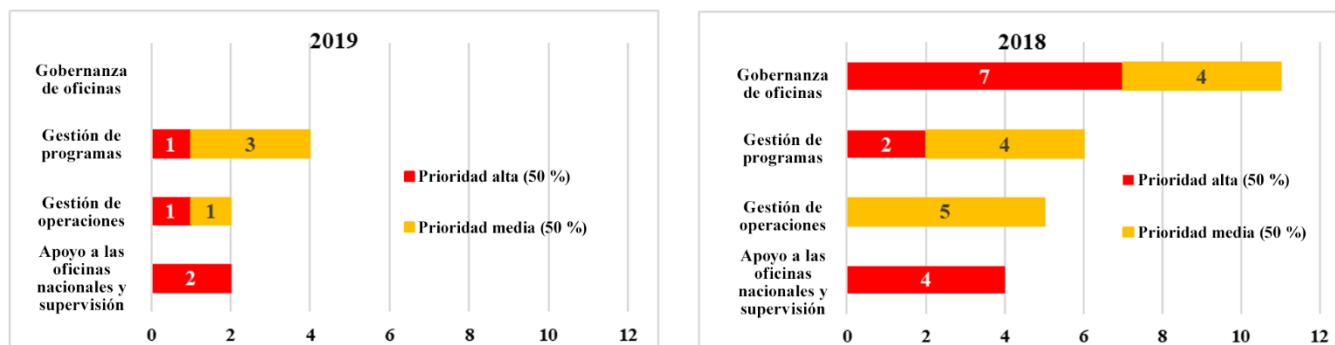 2019
Gobernanza
de oficinas
Gestión de
programas
1
3
Gestión
de operaciones
1
1
Apoyo a las
oficinas
nacionales y
supervisión
2
Prioridad alta (50 %)
Prioridad media (50 %)
0 2 4 6 8 10 12
2018
Gobernanza
de oficinas
7
4
Gestión de
programas
2
4
Gestión de
operaciones
5
Apoyo a las
oficinas
nacionales y
supervisión
4
Prioridad alta (50 %)
Prioridad media (50 %)
0 2 4 6 8 10 12